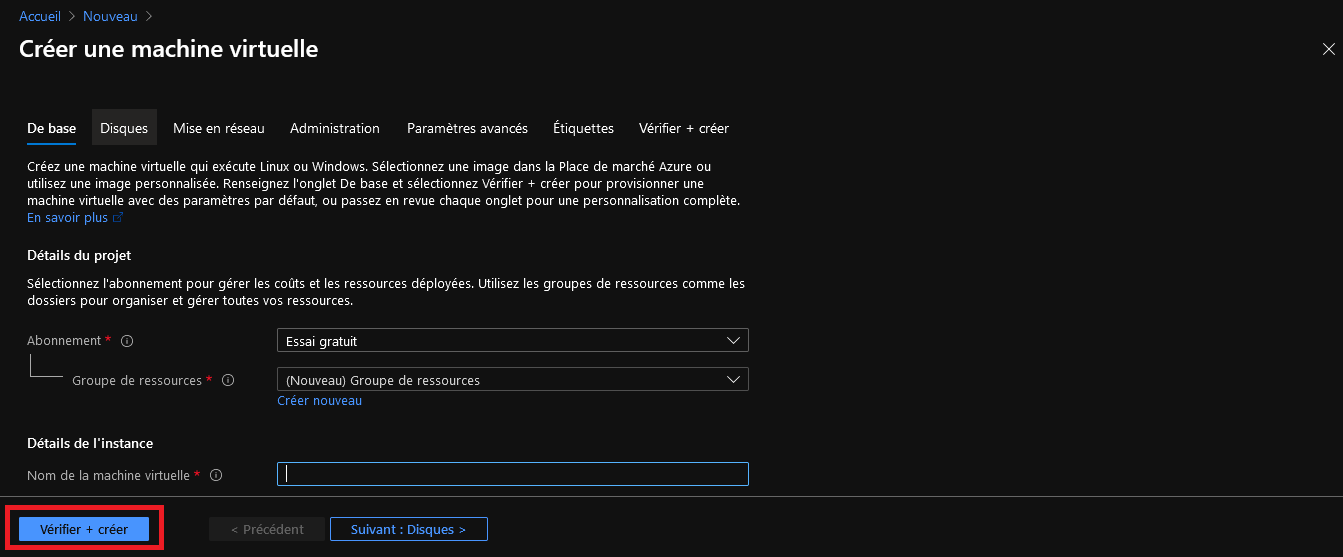 Accueil > Nouveau >
Créer une machine virtuelle
De base Disques Mise en réseau Administration Paramètres avancés Étiquettes Vérifier + créer
Créez une machine virtuelle qui exécute Linux ou Windows. Sélectionnez une image dans la Place de marché Azure ou
utilisez une image personnalisée. Renseignez l'onglet De base et sélectionnez Vérifier + créer pour provisionner une
machine virtuelle avec des paramètres par défaut, ou passez en revue chaque onglet pour une personnalisation complète.
En savoir plus
Détails du projet
Sélectionnez l'abonnement pour gérer les coûts et les ressources déployées. Utilisez les groupes de ressources comme les
dossiers pour organiser et gérer toutes vos ressources.
Abonnement * Essai gratuit
Groupe de ressources * (Nouveau) Groupe de ressources
Créer nouveau
Détails de l'instance
Nom de la machine virtuelle *
Vérifier + créer < Précédent Suivant : Disques >